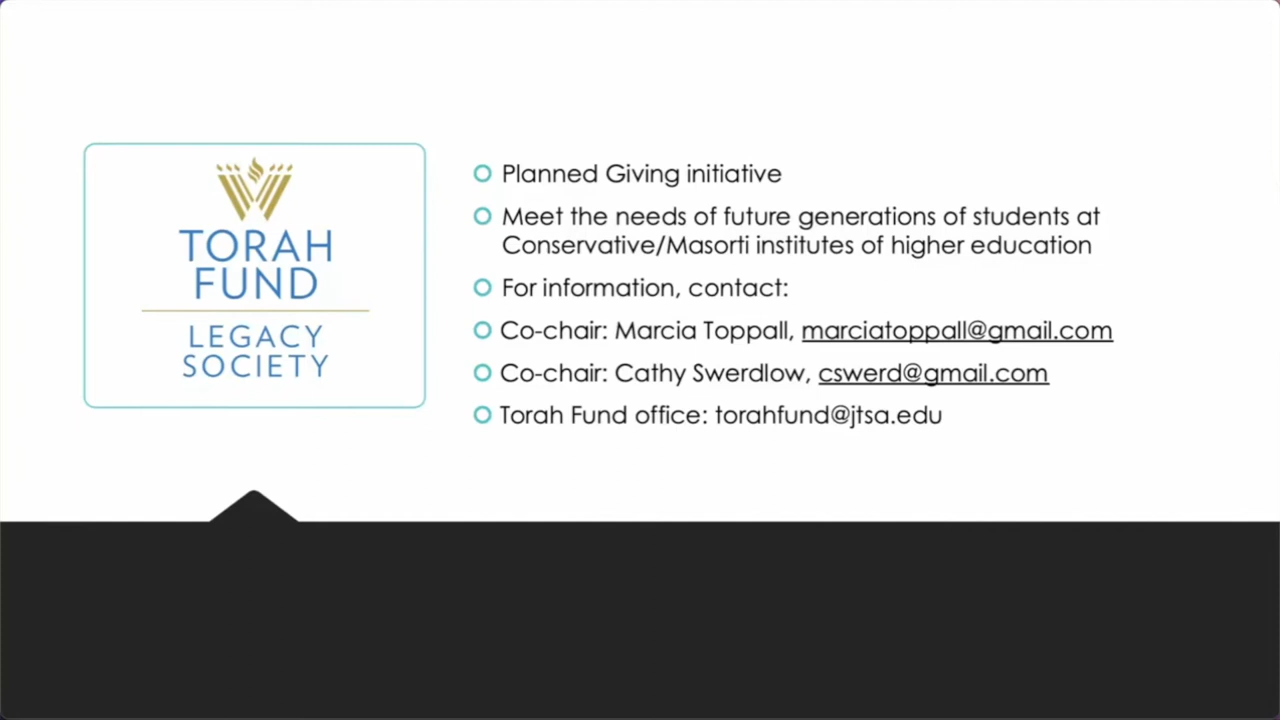 TORAH
FUND
LEGACY
SOCIETY
Planned Giving initiative
Meet the needs of future generations of students at
Conservative/Masorti institutes of higher education
For information, contact:
Co-chair: Marcia Toppall, marciatoppall@gmail.com
Co-chair: Cathy Swerdlow, cswerd@gmail.com
Torah Fund office: torahfund@jtsa.edu